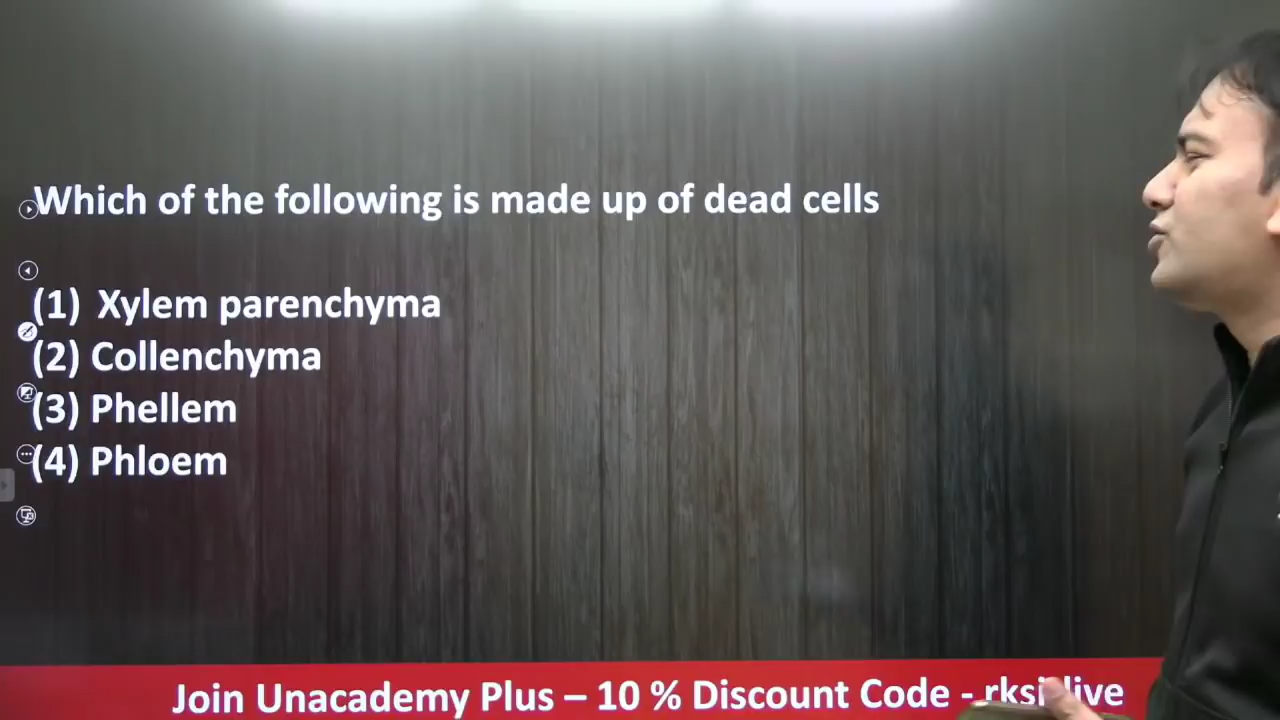 Which of the following is made up of dead cells
(1) Xylem parenchyma
(2) Collenchyma
(3) Phellem
(4) Phloem
Join Unacademy Plus – 10 % Discount Code -